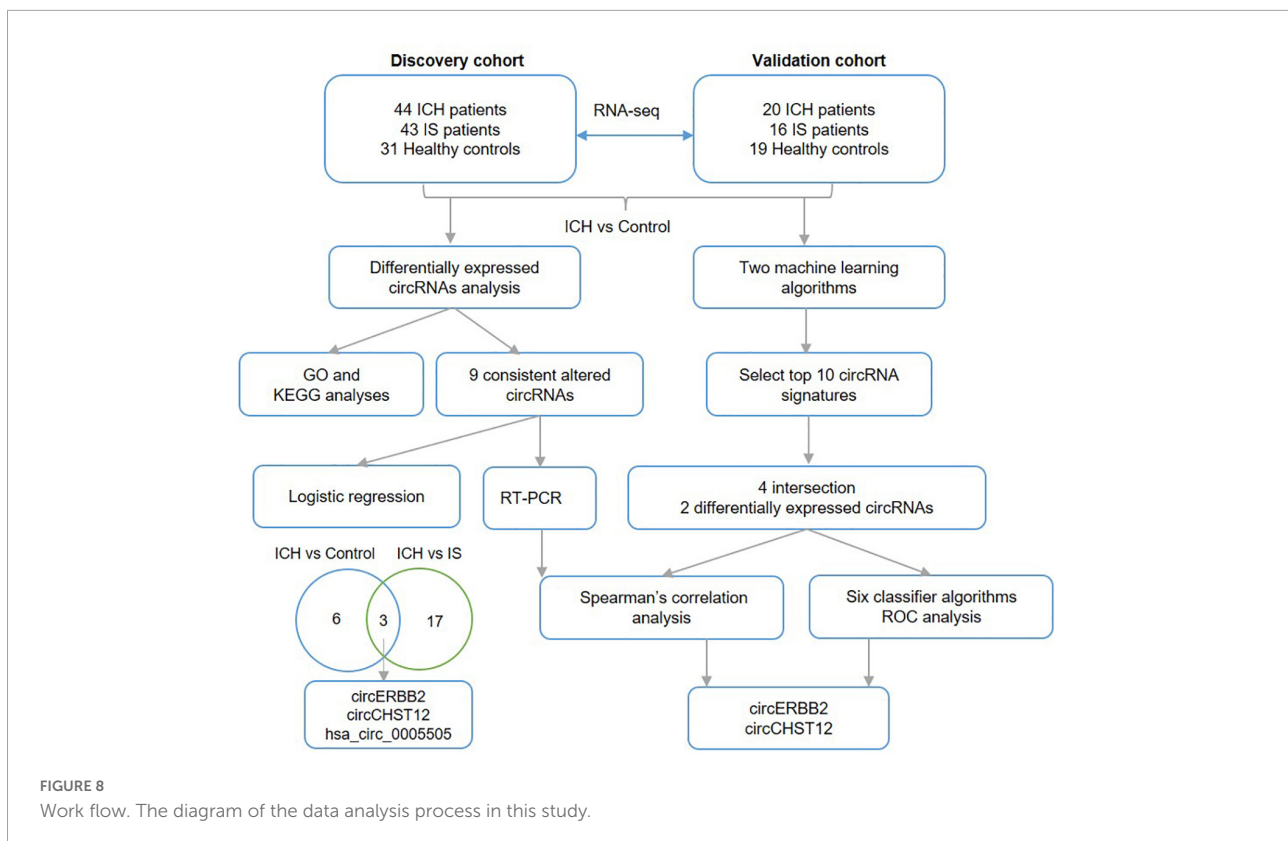 Discovery cohort
Validation cohort
44 ICH patients
43 IS patients
31 Healthy controls
RNA-seq
20 ICH patients
16 IS patients
19 Healthy controls
ICH vs Control
Differentially expressed
circRNAs analysis
Two machine learning
algorithms
GO and
KEGG analyses
9 consistent altered
circRNAs
Select top 10 circRNA
signatures
Logistic regression
RT-PCR
4 intersection
2 differentially expressed circRNAs
ICH vs Control
ICH vs IS
6
3
17
Spearman's correlation
analysis
Six classifier algorithms
ROC analysis
circERBB2
circCHST12
hsa_circ_0005505
circERBB2
circCHST12
FIGURE 8
Work flow. The diagram of the data analysis process in this study.